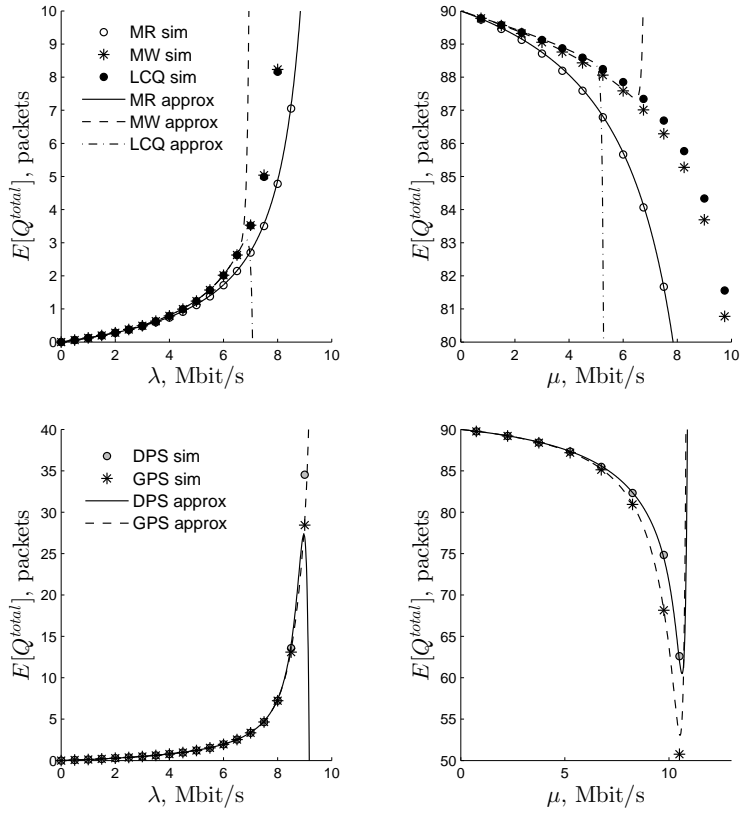 10
9
8
7
6
5
4
3
2
1
0
E[Q^{total}], packets
MR sim
MW sim
LCQ sim
MR approx
MW approx
LCQ approx
0 2 4 6 8 10
λ, Mbit/s
90
89
88
87
86
85
84
83
82
81
80
E[Q^{total}], packets
0 2 4 6 8 10
μ, Mbit/s
40
35
30
25
20
15
10
5
0
E[Q^{total}], packets
DPS sim
GPS sim
DPS approx
GPS approx
0 2 4 6 8 10
λ, Mbit/s
90
85
80
75
70
65
60
55
50
E[Q^{total}], packets
0 5 10
μ, Mbit/s